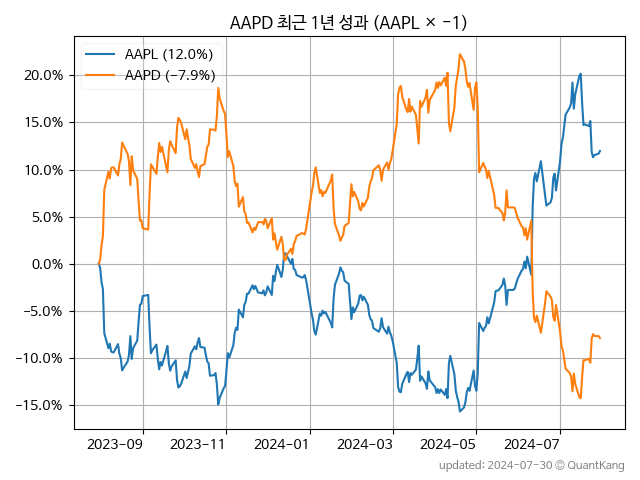 AAPD 최근 1년 성과 (AAPL × −1)
AAPL (12.0%)
AAPD (−7.9%)
20.0%
15.0%
10.0%
5.0%
0.0%
−5.0%
−10.0%
−15.0%
2023-09 2023-11 2024-01 2024-03 2024-05 2024-07
updated: 2024-07-30 © QuantKang